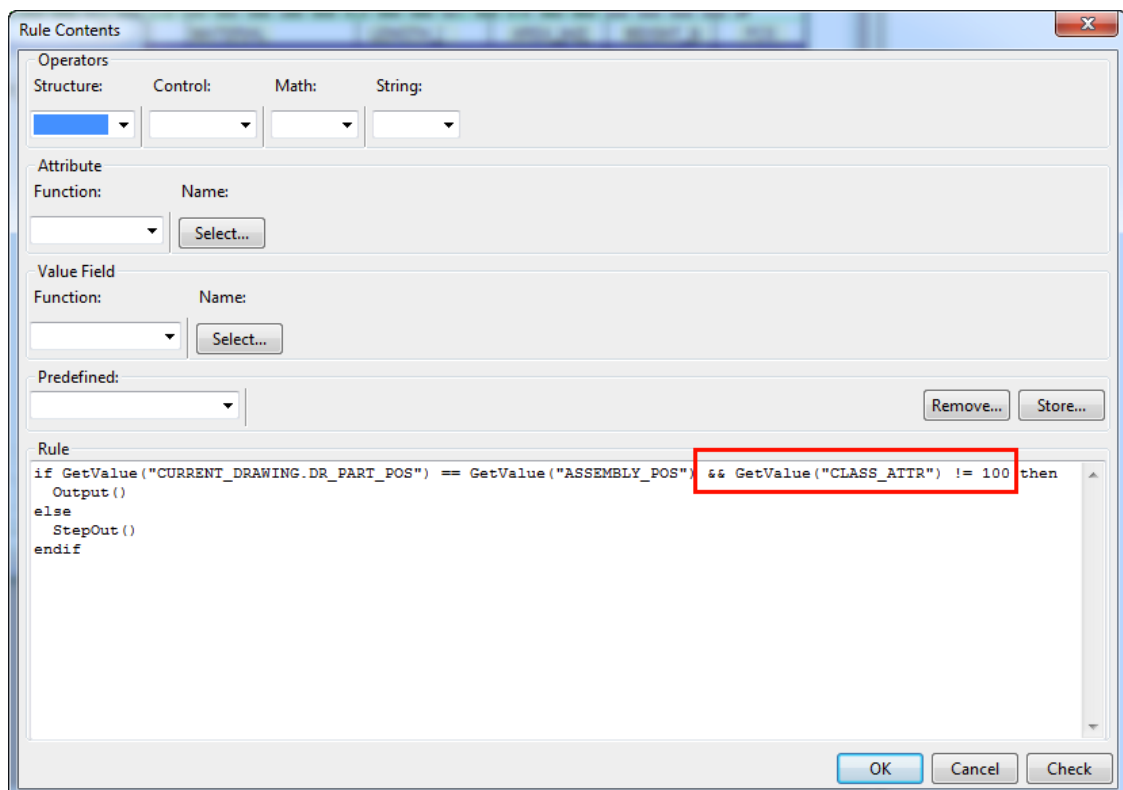 Rule Contents
Operators
Structure: Control: Math: String:
Attribute
Function: Name:
Select...
Value Field
Function: Name:
Select...
Predefined:
Remove... Store...
Rule
if GetValue("CURRENT_DRAWING.DR_PART_POS") == GetValue("ASSEMBLY_POS") && GetValue("CLASS_ATTR") != 100 then
Output()
else
StepOut()
endif
OK Cancel Check